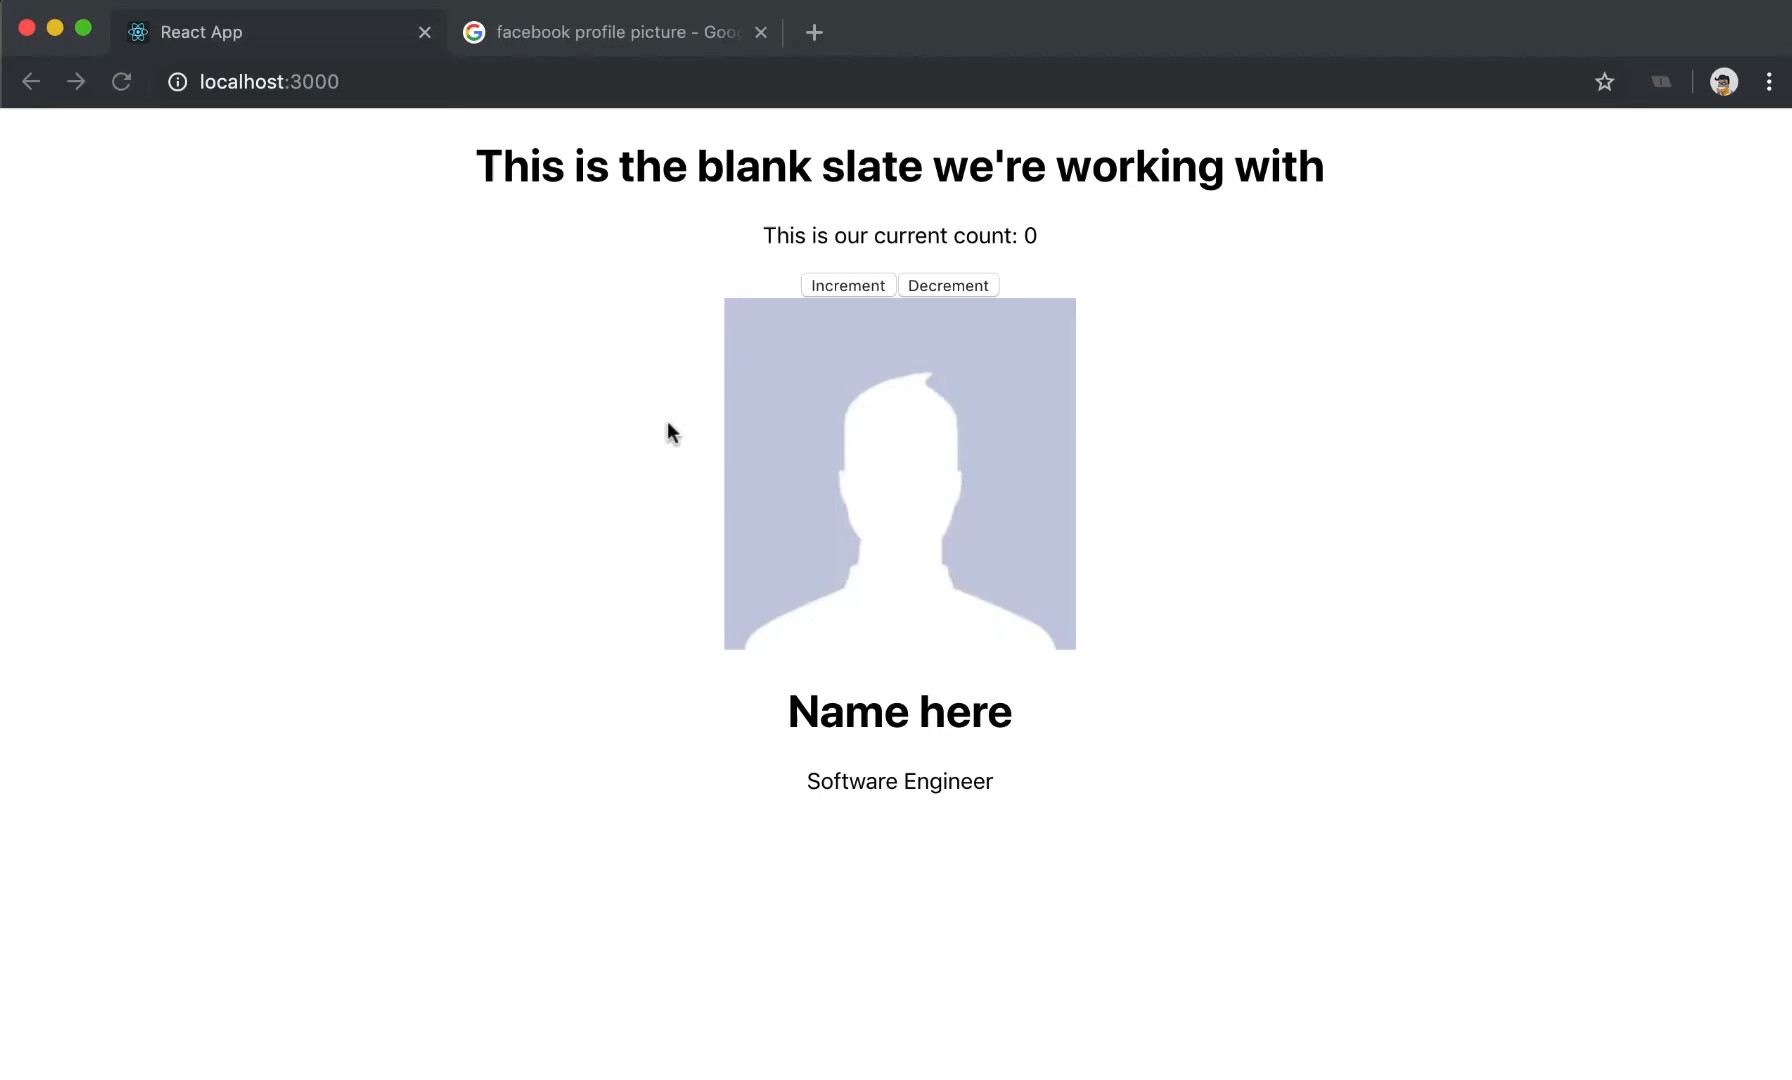 React App
facebook profile picture - Goo
localhost:3000
This is the blank slate we're working with
This is our current count: 0
Increment Decrement
Name here
Software Engineer